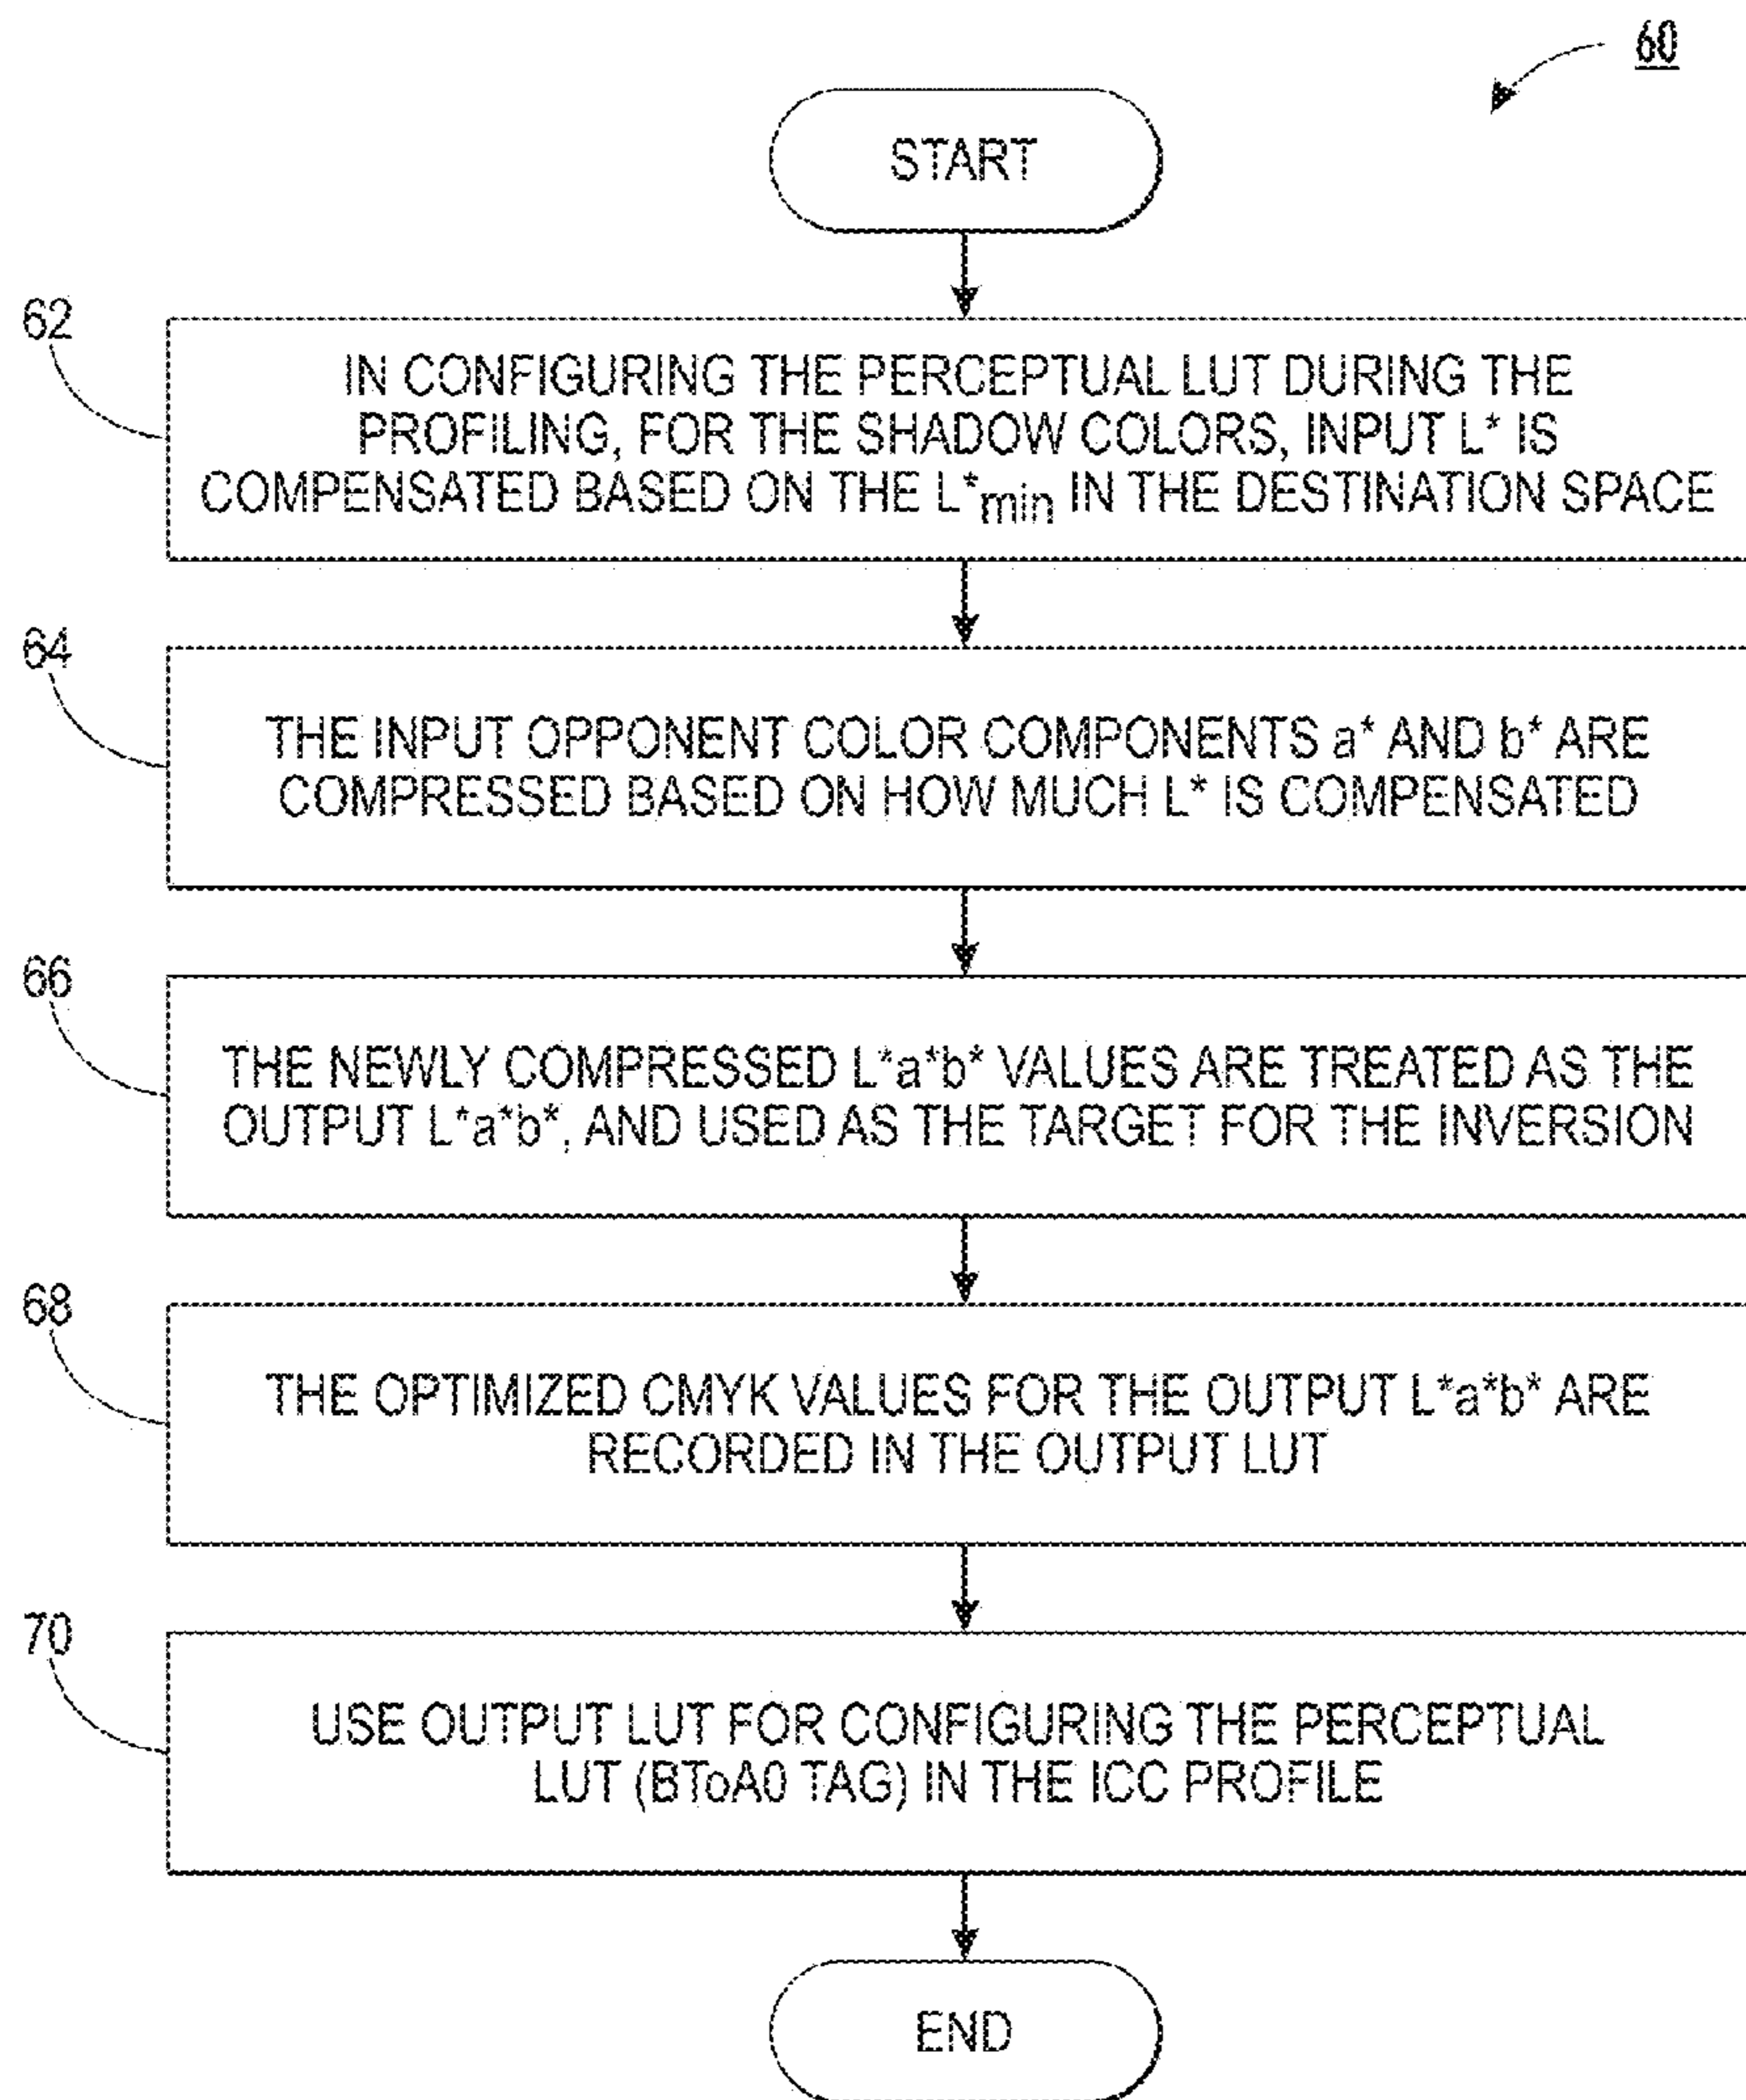 60
START
62
IN CONFIGURING THE PERCEPTUAL LUT DURING THE
PROFILING, FOR THE SHADOW COLORS, INPUT L* IS
COMPENSATED BASED ON THE L*min IN THE DESTINATION SPACE
64
THE INPUT OPPONENT COLOR COMPONENTS a* AND b* ARE
COMPRESSED BASED ON HOW MUCH L* IS COMPENSATED
66
THE NEWLY COMPRESSED L*a*b* VALUES ARE TREATED AS THE
OUTPUT L*a*b*, AND USED AS THE TARGET FOR THE INVERSION
68
THE OPTIMIZED CMYK VALUES FOR THE OUTPUT L*a*b* ARE
RECORDED IN THE OUTPUT LUT
70
USE OUTPUT LUT FOR CONFIGURING THE PERCEPTUAL
LUT (BToA0 TAG) IN THE ICC PROFILE
END